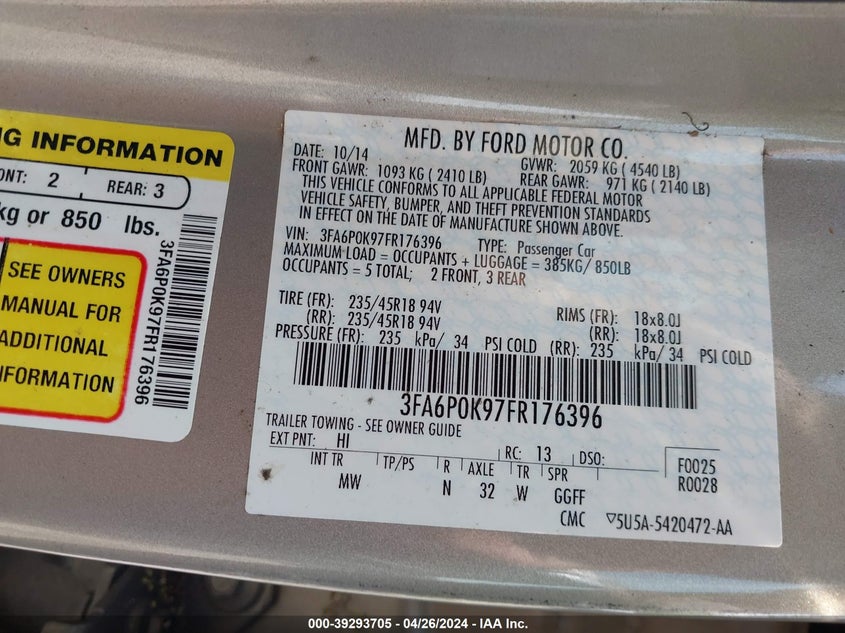 NG INFORMATION
ONT: 2 REAR: 3
kg or 850 lbs.
SEE OWNERS
MANUAL FOR
ADDITIONAL
NFORMATION
3FA6P0K97FR176396
MFD. BY FORD MOTOR CO.
DATE: 10/14 GVWR: 2059 KG (4540 LB)
FRONT GAWR: 1093 KG (2410 LB) REAR GAWR: 971 KG (2140 LB)
THIS VEHICLE CONFORMS TO ALL APPLICABLE FEDERAL MOTOR
VEHICLE SAFETY, BUMPER, AND THEFT PREVENTION STANDARDS
IN EFFECT ON THE DATE OF MANUFACTURE SHOWN ABOVE.
VIN: 3FA6P0K97FR176396 TYPE: Passenger Car
MAXIMUM LOAD = OCCUPANTS + LUGGAGE = 385KG/ 850LB
OCCUPANTS = 5 TOTAL; 2 FRONT, 3 REAR
TIRE (FR): 235/45R18 94V RIMS (FR): 18x8.0J
(RR): 235/45R18 94V (RR): 18x8.0J
PRESSURE (FR): 235 kPa/ 34 PSI COLD (RR): 235 kPa/ 34 PSI COLD
3FA6P0K97FR176396
TRAILER TOWING - SEE OWNER GUIDE
EXT PNT: HI RC: 13 DSO: F0025
INT TR TP/PS R AXLE TR SPR R0028
MW N 32 W GGFF
CMC ▽5U5A-5420472-AA
000-39293705 - 04/26/2024 - IAA Inc.